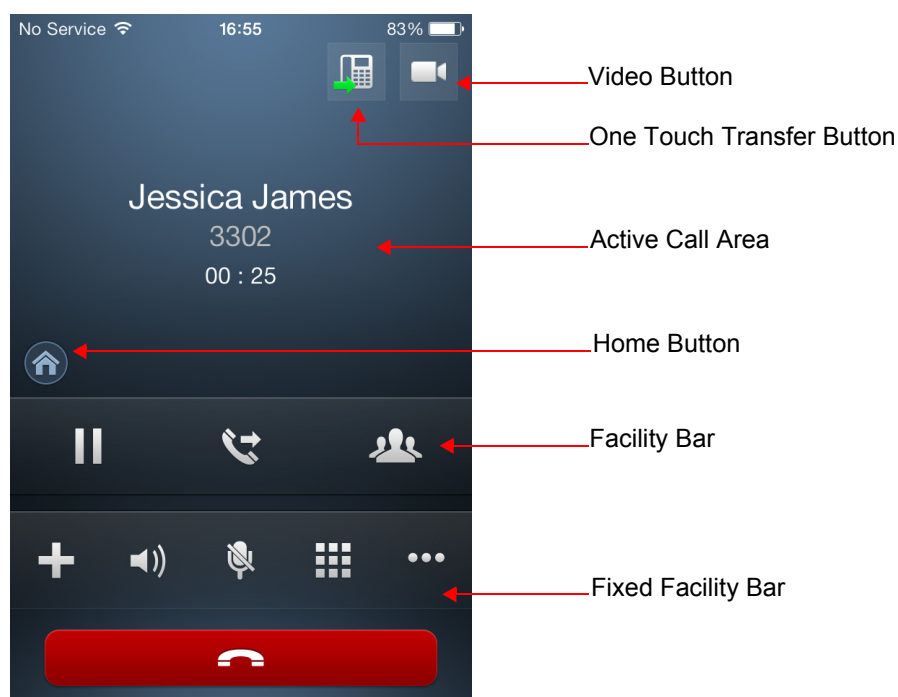 No Service 16:55 83%
Video Button
One Touch Transfer Button
Jessica James
3302
Active Call Area
00 : 25
Home Button
Facility Bar
Fixed Facility Bar